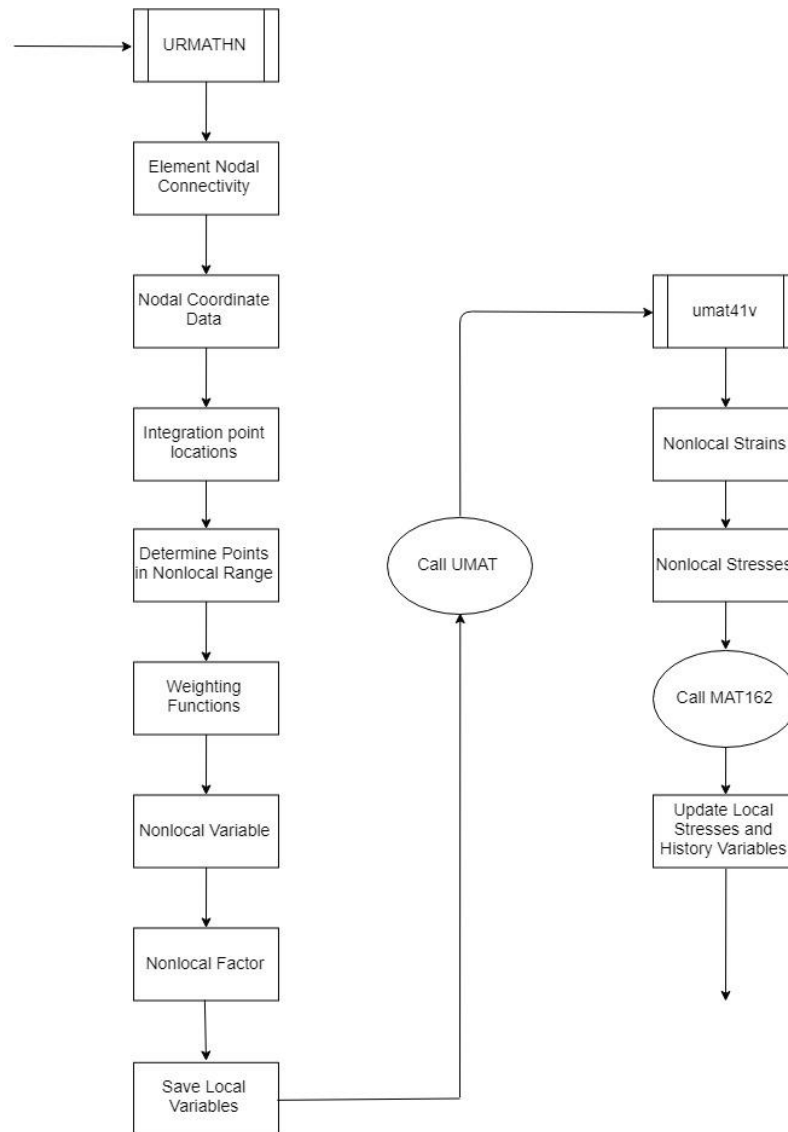 URMATHN
Element Nodal
Connectivity
Nodal Coordinate
Data
Integration point
locations
Determine Points
in Nonlocal Range
Weighting
Functions
Nonlocal Variable
Nonlocal Factor
Save Local
Variables
Call UMAT
umat41v
Nonlocal Strains
Nonlocal Stresses
Call MAT162
Update Local
Stresses and
History Variables